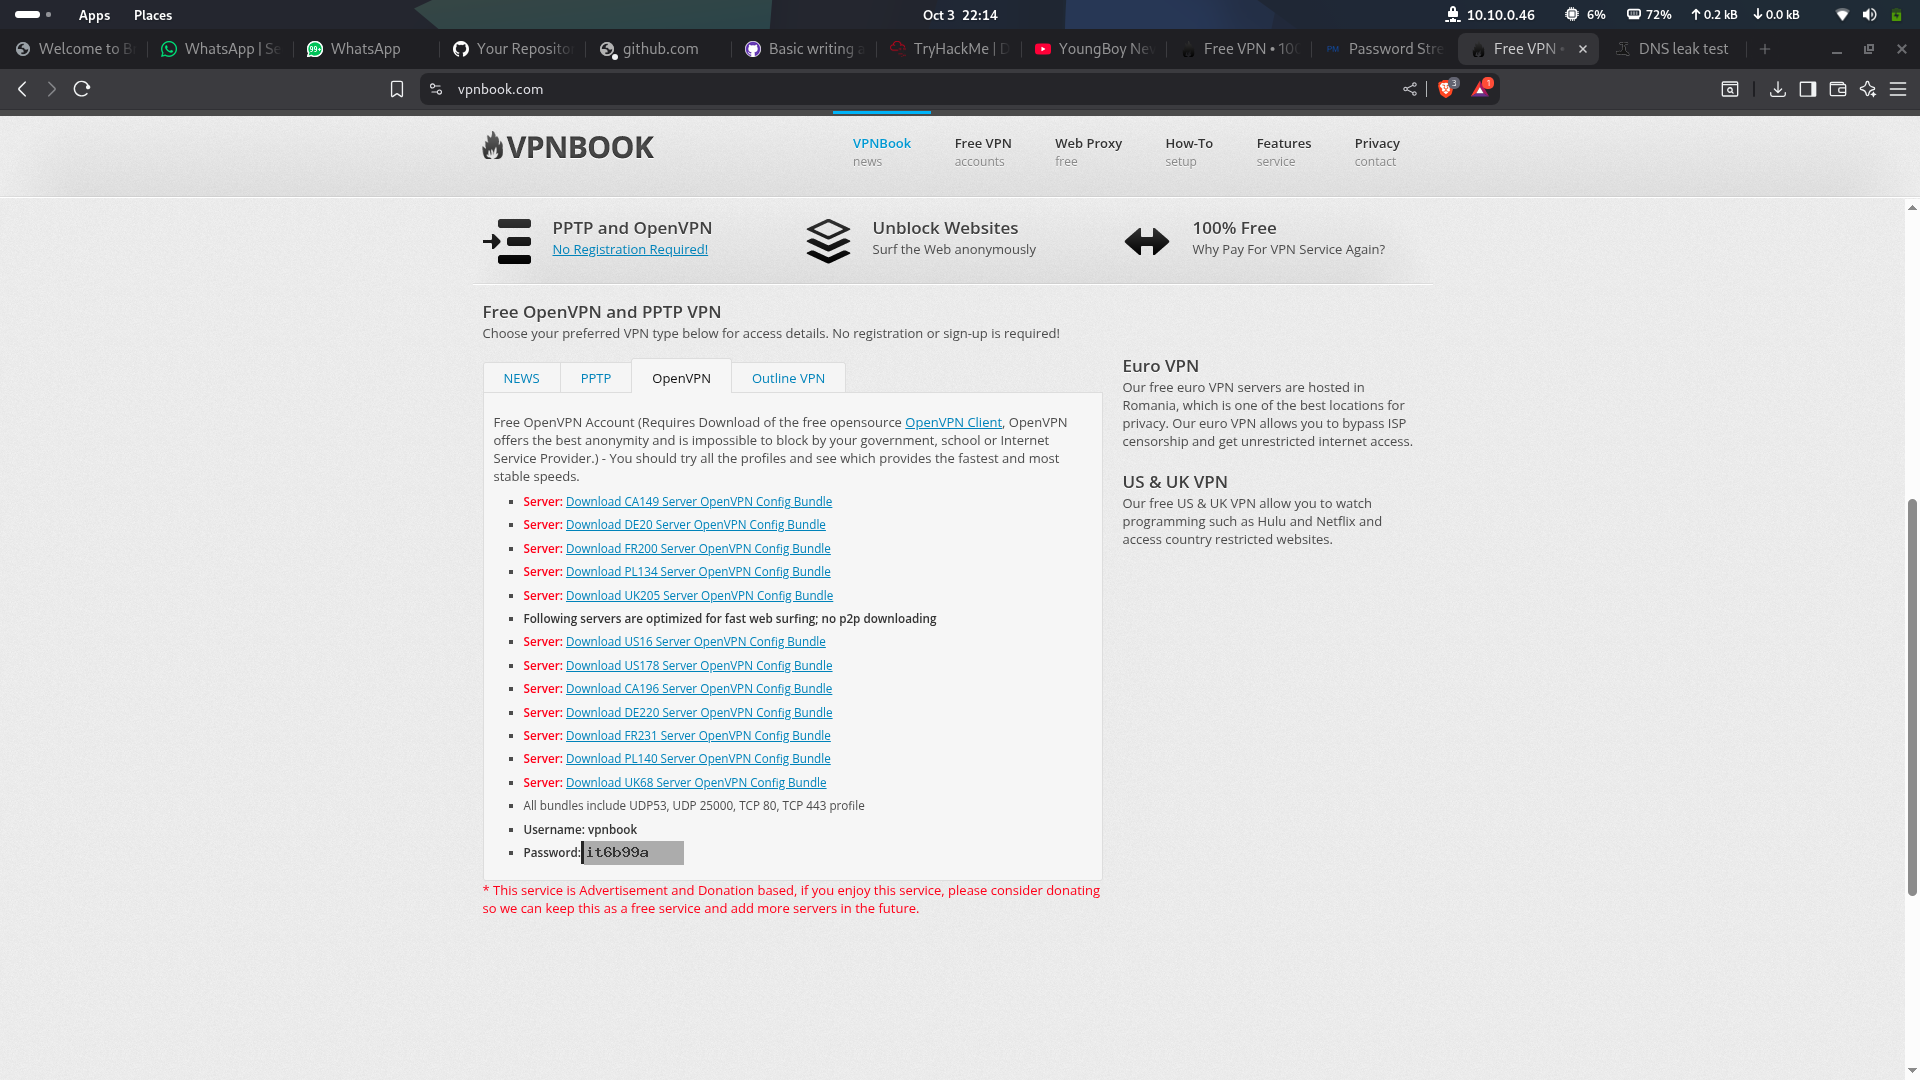 Apps Places Oct 3 22:14 10.10.0.46 6% 72% 0.2 kB 0.0 kB
Welcome to B WhatsApp | Se 99+ WhatsApp Your Reposito github.com Basic writing a TryHackMe | D YoungBoy Nev Free VPN • 100 PM Password Stre Free VPN • DNS leak test
vpnbook.com 3 1
VPNBOOK
VPNBook Free VPN Web Proxy How-To Features Privacy
news accounts free setup service contact
PPTP and OpenVPN Unblock Websites 100% Free
No Registration Required! Surf the Web anonymously Why Pay For VPN Service Again?
Free OpenVPN and PPTP VPN
Choose your preferred VPN type below for access details. No registration or sign-up is required!
NEWS PPTP OpenVPN Outline VPN
Free OpenVPN Account (Requires Download of the free opensource OpenVPN Client, OpenVPN
offers the best anonymity and is impossible to block by your government, school or Internet
Service Provider.) - You should try all the profiles and see which provides the fastest and most
stable speeds.
Server: Download CA149 Server OpenVPN Config Bundle
Server: Download DE20 Server OpenVPN Config Bundle
Server: Download FR200 Server OpenVPN Config Bundle
Server: Download PL134 Server OpenVPN Config Bundle
Server: Download UK205 Server OpenVPN Config Bundle
Following servers are optimized for fast web surfing; no p2p downloading
Server: Download US16 Server OpenVPN Config Bundle
Server: Download US178 Server OpenVPN Config Bundle
Server: Download CA196 Server OpenVPN Config Bundle
Server: Download DE220 Server OpenVPN Config Bundle
Server: Download FR231 Server OpenVPN Config Bundle
Server: Download PL140 Server OpenVPN Config Bundle
Server: Download UK68 Server OpenVPN Config Bundle
All bundles include UDP53, UDP 25000, TCP 80, TCP 443 profile
Username: vpnbook
Password: it6b99a
* This service is Advertisement and Donation based, if you enjoy this service, please consider donating
so we can keep this as a free service and add more servers in the future.
Euro VPN
Our free euro VPN servers are hosted in
Romania, which is one of the best locations for
privacy. Our euro VPN allows you to bypass ISP
censorship and get unrestricted internet access.
US & UK VPN
Our free US & UK VPN allow you to watch
programming such as Hulu and Netflix and
access country restricted websites.